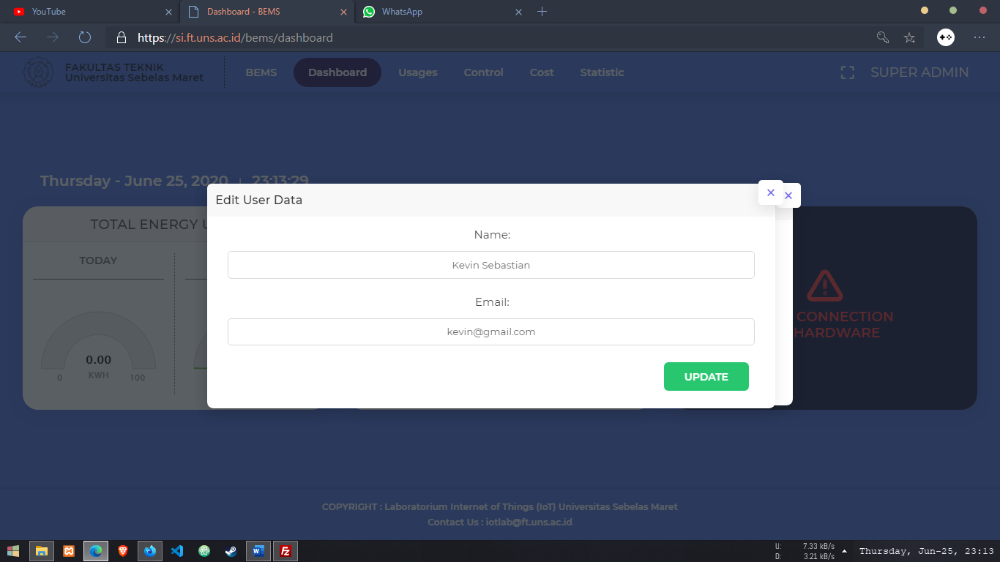 YouTube
Dashboard - BEMS
WhatsApp
https://si.ft.uns.ac.id/bems/dashboard
FAKULTAS TEKNIK
Universitas Sebelas Maret
BEMS
Dashboard
Usages
Control
Cost
Statistic
SUPER ADMIN
Thursday - June 25, 2020 | 23:13:29
Edit User Data
Name:
Kevin Sebastian
Email:
kevin@gmail.com
UPDATE
TOTAL ENERGY
TODAY
0.00
KWH
0
100
CONNECTION
HARDWARE
COPYRIGHT : Laboratorium Internet of Things (IoT) Universitas Sebelas Maret
Contact Us : iotlab@ft.uns.ac.id
U: 7.33 kB/s
D: 3.21 kB/s
Thursday, Jun-25, 23:13